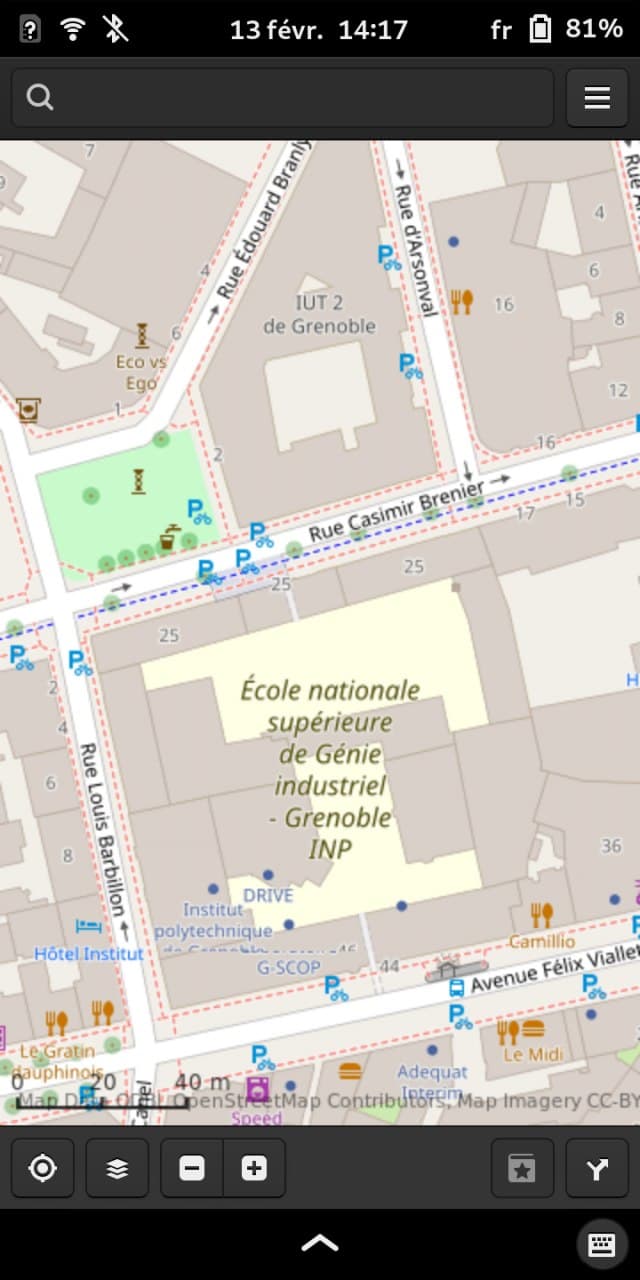 13 févr. 14:17
fr
81%
7
9
4
Rue Édouard Branly
Rue d'Arsonval
4
6
IUT 2
de Grenoble
16
8
6
Eco vs
Ego
1
12
2
16
Rue Casimir Brenier
17
15
25
25
25
2
École nationale
supérieure
de Génie
industriel
- Grenoble
INP
4
6
Rue Louis Barbillon
8
36
DRIVE
Institut
polytechnique
de Grenoble
46
Hôtel Institut
Camillio
G-SCOP
44
Avenue Félix Viallet
Le Gratin
dauphinois
Le Midi
Adequat
Interim
Speed
0 20 40 m
Map Data ODBL OpenStreetMap Contributors, Map Imagery CC-BY